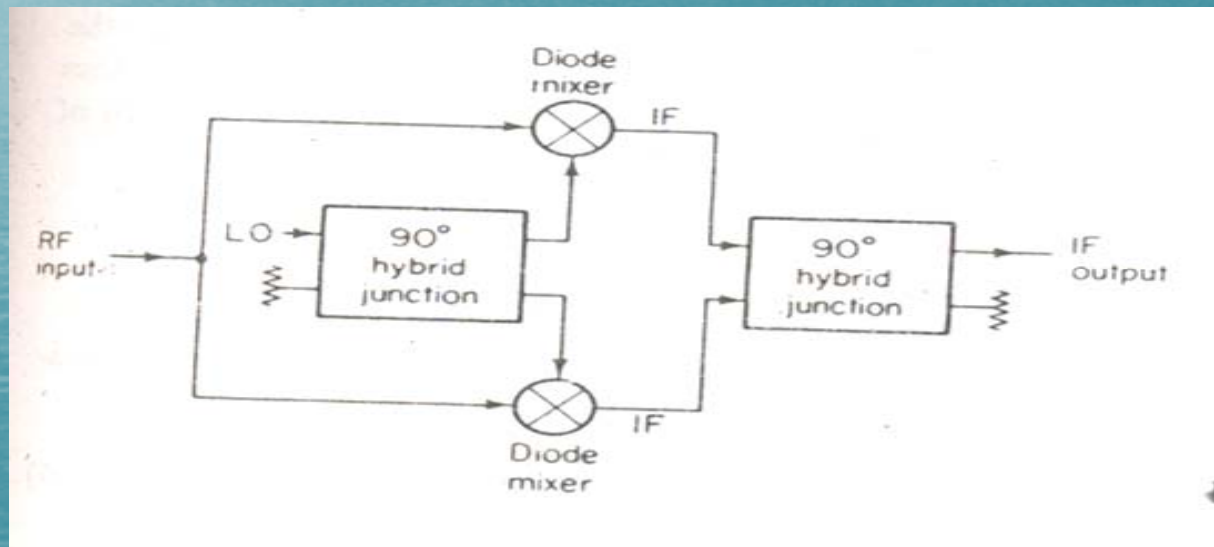 Diode
mixer
IF
RF
input
LO
90°
hybrid
junction
90°
hybrid
junction
IF
output
IF
Diode
mixer